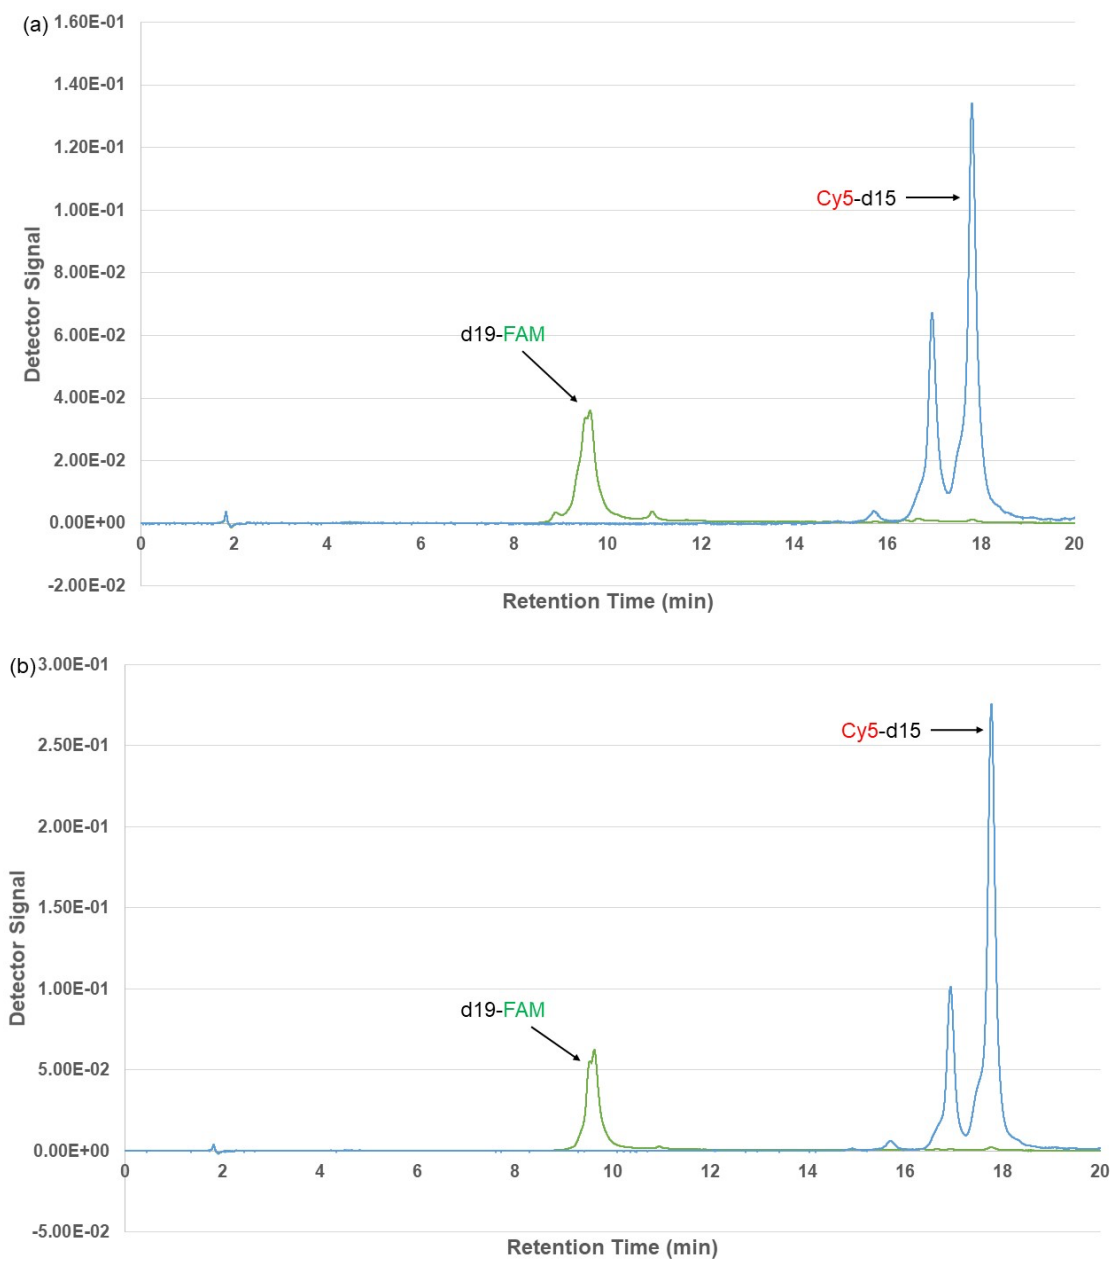 (a)
1.60E-01
1.40E-01
1.20E-01
1.00E-01
8.00E-02
6.00E-02
4.00E-02
2.00E-02
0.00E+00
-2.00E-02
Detector Signal
Cy5-d15
d19-FAM
0 2 4 6 8 10 12 14 16 18 20
Retention Time (min)
(b)
3.00E-01
2.50E-01
2.00E-01
1.50E-01
1.00E-01
5.00E-02
0.00E+00
-5.00E-02
Detector Signal
Cy5-d15
d19-FAM
0 2 4 6 8 10 12 14 16 18 20
Retention Time (min)